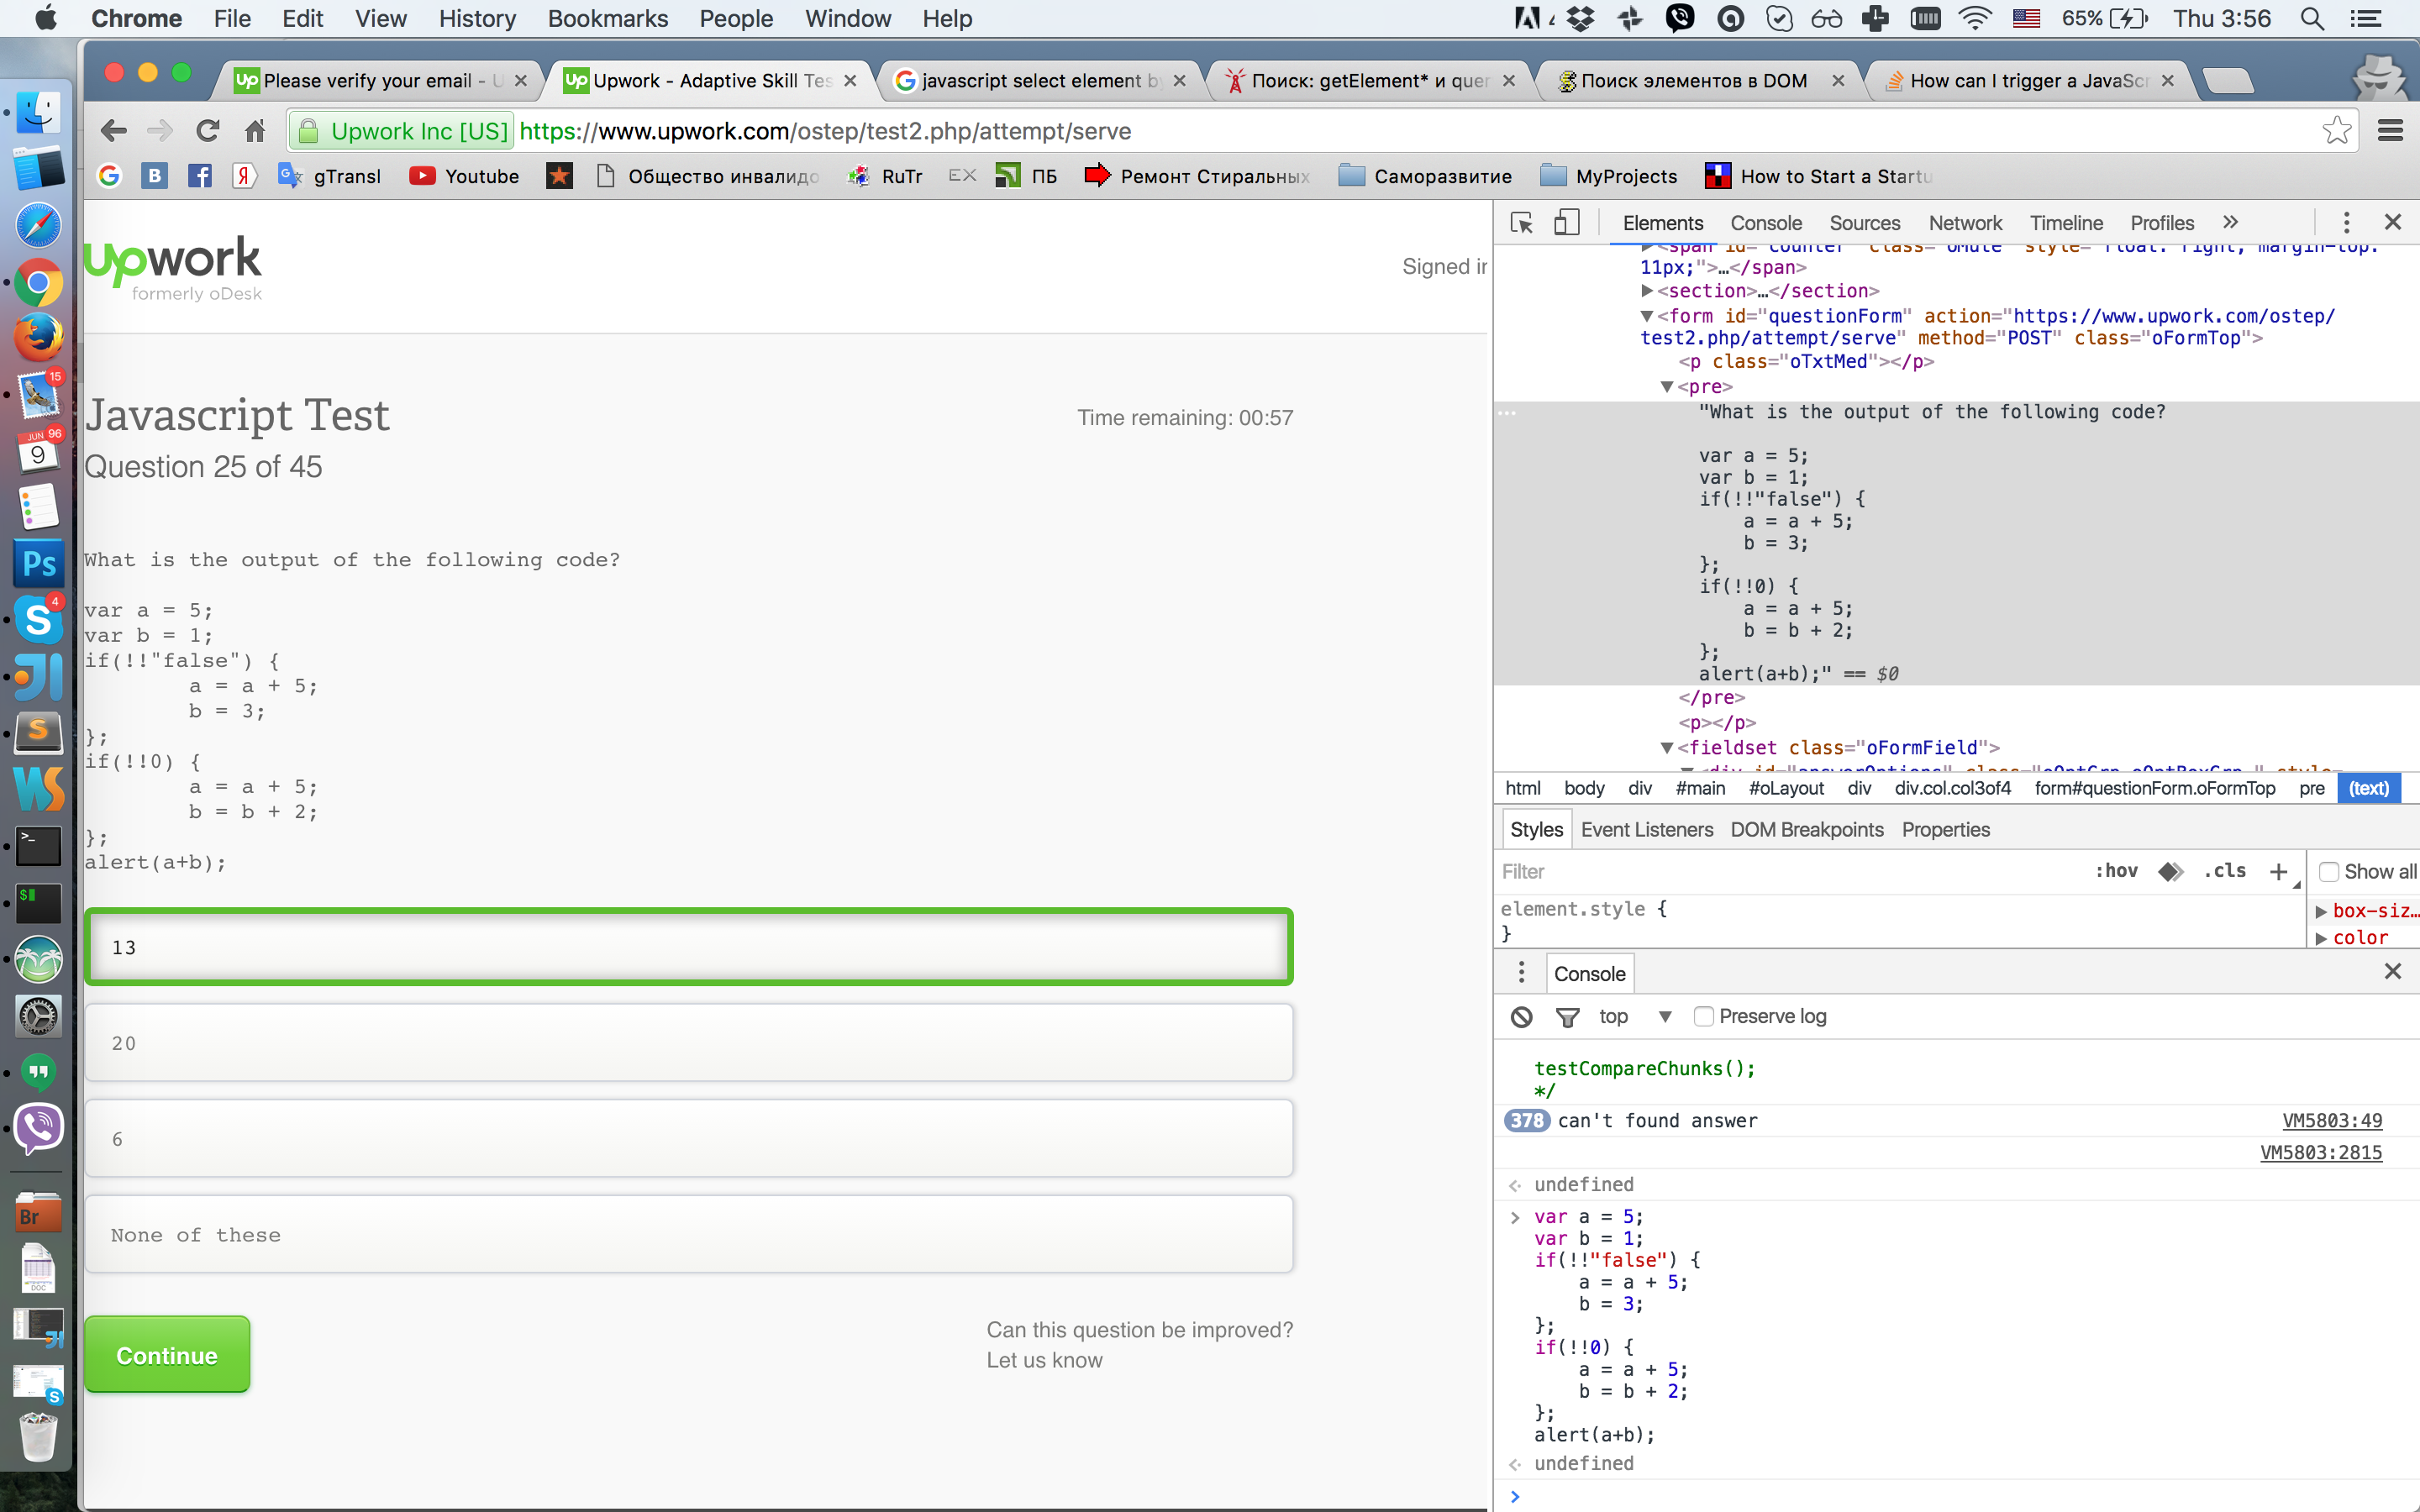 Chrome File Edit View History Bookmarks People Window Help
65% Thu 3:56
Please verify your email - U
Upwork - Adaptive Skill Tes
javascript select element by
Поиск: getElement* и quer
Поиск элементов в DOM
How can I trigger a JavaScr
Upwork Inc [US] https://www.upwork.com/ostep/test2.php/attempt/serve
gTransl Youtube Общество инвалидо RuTr EX ПБ Ремонт Стиральных Саморазвитие MyProjects How to Start a Startu
upwork
formerly oDesk
Signed in
Javascript Test
Time remaining: 00:57
Question 25 of 45
What is the output of the following code?
var a = 5;
var b = 1;
if(!!"false") {
a = a + 5;
b = 3;
};
if(!!0) {
a = a + 5;
b = b + 2;
};
alert(a+b);
13
20
6
None of these
Continue
Can this question be improved?
Let us know
Elements Console Sources Network Timeline Profiles »
11px;">…</span>
<section>…</section>
<form id="questionForm" action="https://www.upwork.com/ostep/
test2.php/attempt/serve" method="POST" class="oFormTop">
<p class="oTxtMed"></p>
<pre>
"What is the output of the following code?
var a = 5;
var b = 1;
if(!!"false") {
a = a + 5;
b = 3;
};
if(!!0) {
a = a + 5;
b = b + 2;
};
alert(a+b);" == $0
</pre>
<p></p>
<fieldset class="oFormField">
html body div #main #oLayout div div.col.col3of4 form#questionForm.oFormTop pre (text)
Styles Event Listeners DOM Breakpoints Properties
Filter :hov .cls + Show all
element.style {
}
box-siz…
color
Console
top Preserve log
testCompareChunks();
*/
378 can't found answer VM5803:49
VM5803:2815
undefined
var a = 5;
var b = 1;
if(!!"false") {
a = a + 5;
b = 3;
};
if(!!0) {
a = a + 5;
b = b + 2;
};
alert(a+b);
undefined
15
JUN 96
9
Ps
4
S
WS
Br
DOC